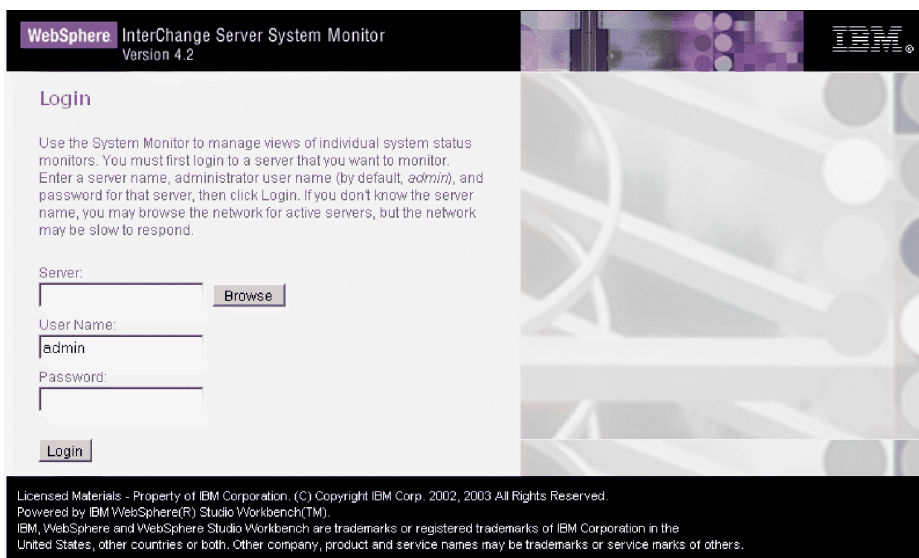 WebSphere InterChange Server System Monitor
Version 4.2
IBM®
Login
Use the System Monitor to manage views of individual system status
monitors. You must first login to a server that you want to monitor.
Enter a server name, administrator user name (by default, admin), and
password for that server, then click Login. If you don't know the server
name, you may browse the network for active servers, but the network
may be slow to respond.
Server:
Browse
User Name:
admin
Password:
Login
Licensed Materials - Property of IBM Corporation. (C) Copyright IBM Corp. 2002, 2003 All Rights Reserved.
Powered by IBM WebSphere(R) Studio Workbench(TM).
IBM, WebSphere and WebSphere Studio Workbench are trademarks or registered trademarks of IBM Corporation in the
United States, other countries or both. Other company, product and service names may be trademarks or service marks of others.